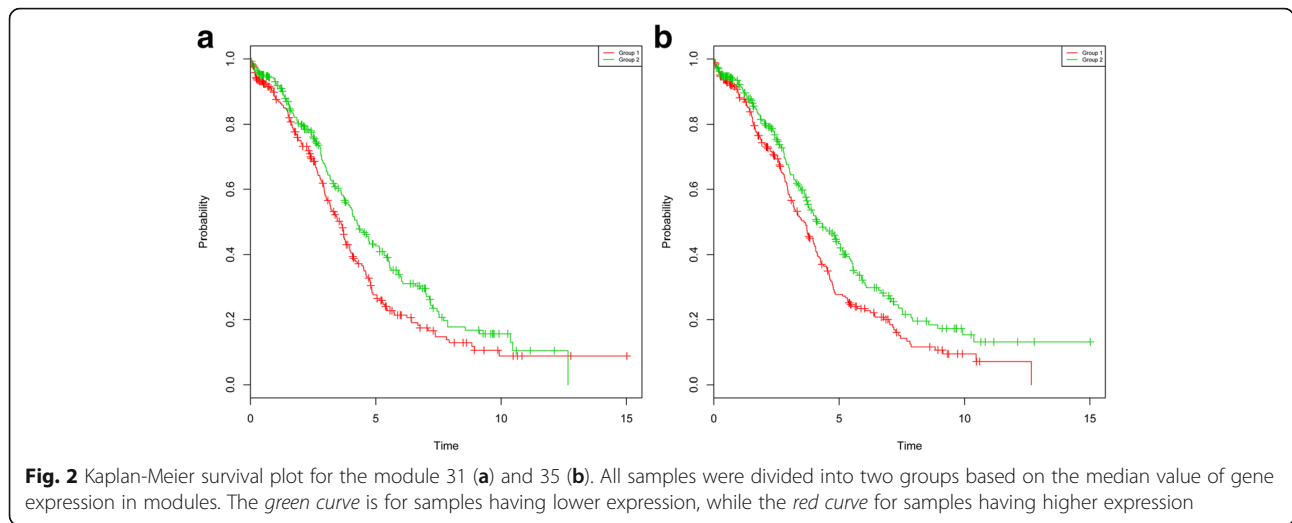 a
Group 1
Group 2
1.0
0.8
0.6
0.4
0.2
0.0
Probability
0
5
10
15
Time
b
Group 1
Group 2
1.0
0.8
0.6
0.4
0.2
0.0
Probability
0
5
10
15
Time
Fig. 2 Kaplan-Meier survival plot for the module 31 (a) and 35 (b). All samples were divided into two groups based on the median value of gene
expression in modules. The green curve is for samples having lower expression, while the red curve for samples having higher expression